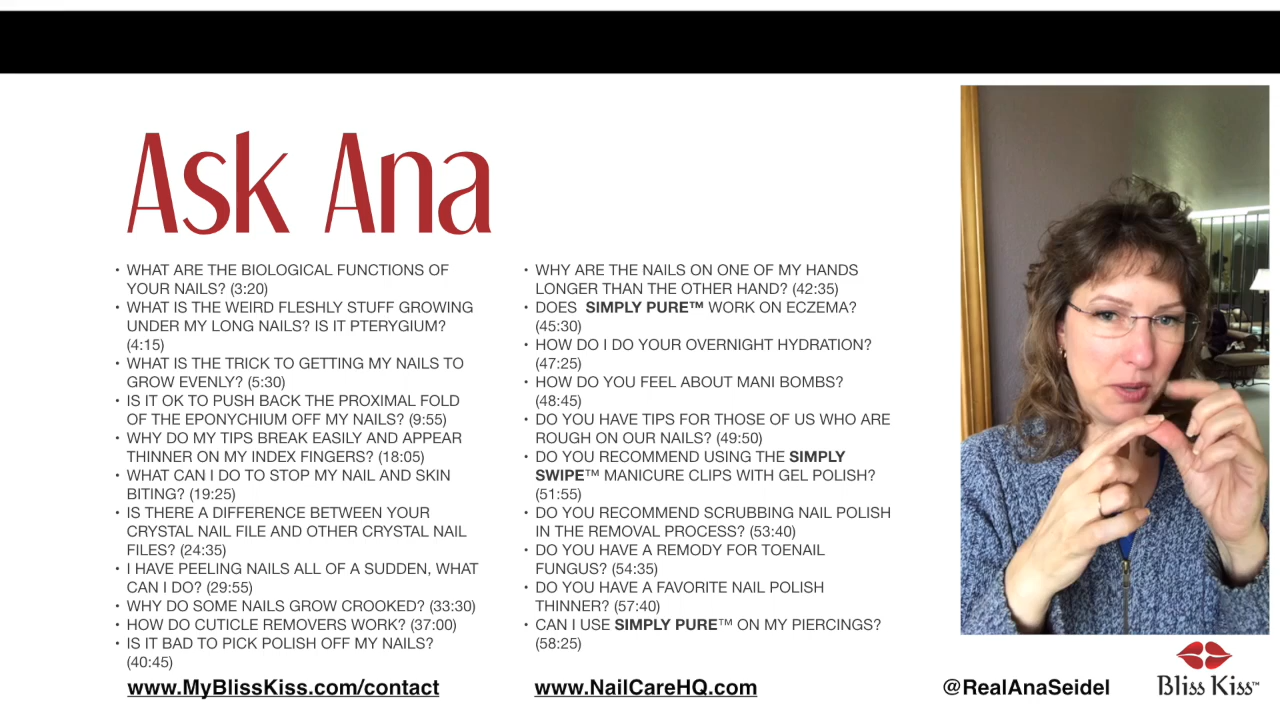 Ask Ana
• WHAT ARE THE BIOLOGICAL FUNCTIONS OF
YOUR NAILS? (3:20)
• WHAT IS THE WEIRD FLESHLY STUFF GROWING
UNDER MY LONG NAILS? IS IT PTERYGIUM?
(4:15)
• WHAT IS THE TRICK TO GETTING MY NAILS TO
GROW EVENLY? (5:30)
• IS IT OK TO PUSH BACK THE PROXIMAL FOLD
OF THE EPONYCHIUM OFF MY NAILS? (9:55)
• WHY DO MY TIPS BREAK EASILY AND APPEAR
THINNER ON MY INDEX FINGERS? (18:05)
• WHAT CAN I DO TO STOP MY NAIL AND SKIN
BITING? (19:25)
• IS THERE A DIFFERENCE BETWEEN YOUR
CRYSTAL NAIL FILE AND OTHER CRYSTAL NAIL
FILES? (24:35)
• I HAVE PEELING NAILS ALL OF A SUDDEN, WHAT
CAN I DO? (29:55)
• WHY DO SOME NAILS GROW CROOKED? (33:30)
• HOW DO CUTICLE REMOVERS WORK? (37:00)
• IS IT BAD TO PICK POLISH OFF MY NAILS?
(40:45)
• WHY ARE THE NAILS ON ONE OF MY HANDS
LONGER THAN THE OTHER HAND? (42:35)
• DOES SIMPLY PURE™ WORK ON ECZEMA?
(45:30)
• HOW DO I DO YOUR OVERNIGHT HYDRATION?
(47:25)
• HOW DO YOU FEEL ABOUT MANI BOMBS?
(48:45)
• DO YOU HAVE TIPS FOR THOSE OF US WHO ARE
ROUGH ON OUR NAILS? (49:50)
• DO YOU RECOMMEND USING THE SIMPLY
SWIPE™ MANICURE CLIPS WITH GEL POLISH?
(51:55)
• DO YOU RECOMMEND SCRUBBING NAIL POLISH
IN THE REMOVAL PROCESS? (53:40)
• DO YOU HAVE A REMODY FOR TOENAIL
FUNGUS? (54:35)
• DO YOU HAVE A FAVORITE NAIL POLISH
THINNER? (57:40)
• CAN I USE SIMPLY PURE™ ON MY PIERCINGS?
(58:25)
www.MyBlissKiss.com/contact
www.NailCareHQ.com
@RealAnaSeidel
Bliss Kiss™